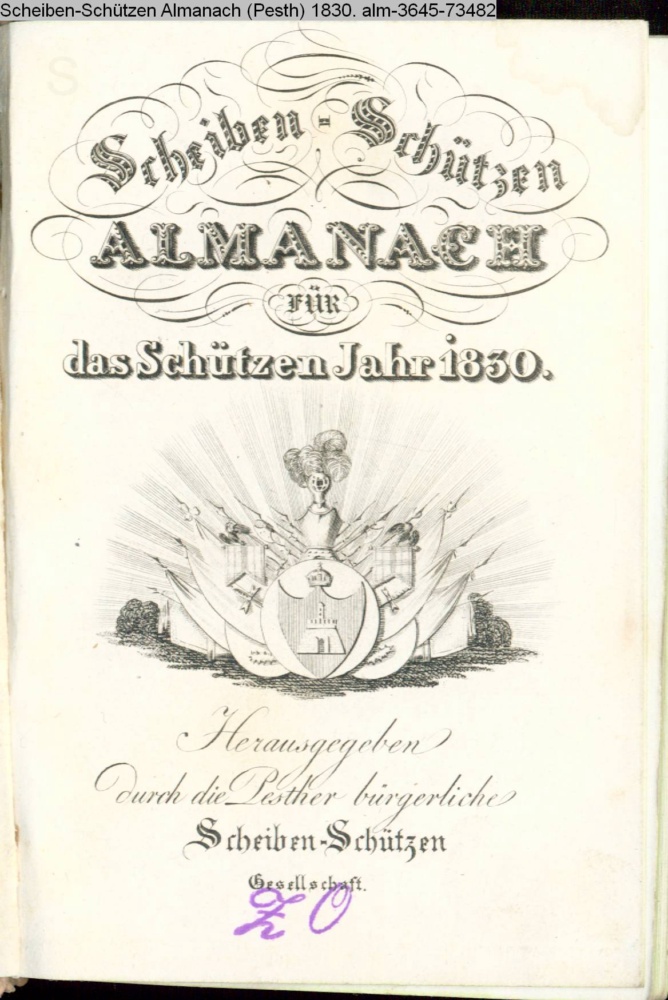 Scheiben-Schützen Almanach (Pesth) 1830. alm-3645-73482
S
Scheiben-Schützen
ALMANACH
FÜR
das Schützen Jahr 1830.
Herausgegeben
durch die Pesther bürgerliche
Scheiben-Schützen
Gesellschaft.
Z O